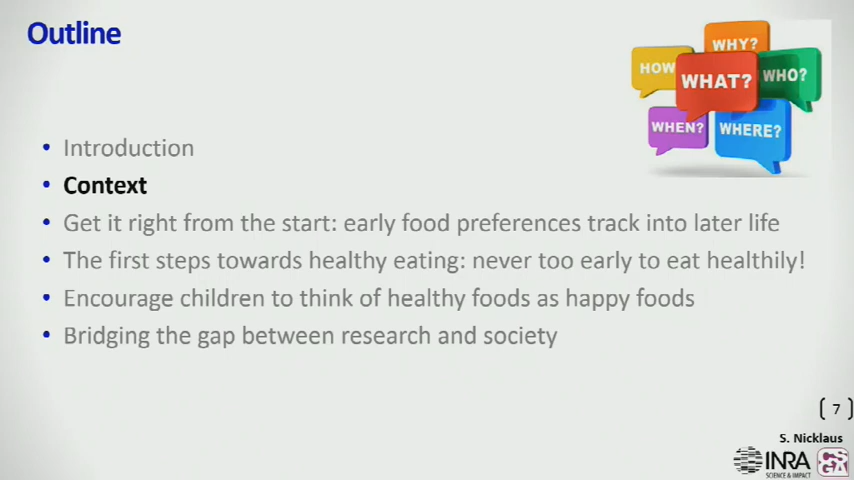 Outline
WHY?
HOW
WHAT?
WHO?
WHEN?
WHERE?
• Introduction
• Context
• Get it right from the start: early food preferences track into later life
• The first steps towards healthy eating: never too early to eat healthily!
• Encourage children to think of healthy foods as happy foods
• Bridging the gap between research and society
7
S. Nicklaus
INRA
SCIENCE & IMPACT